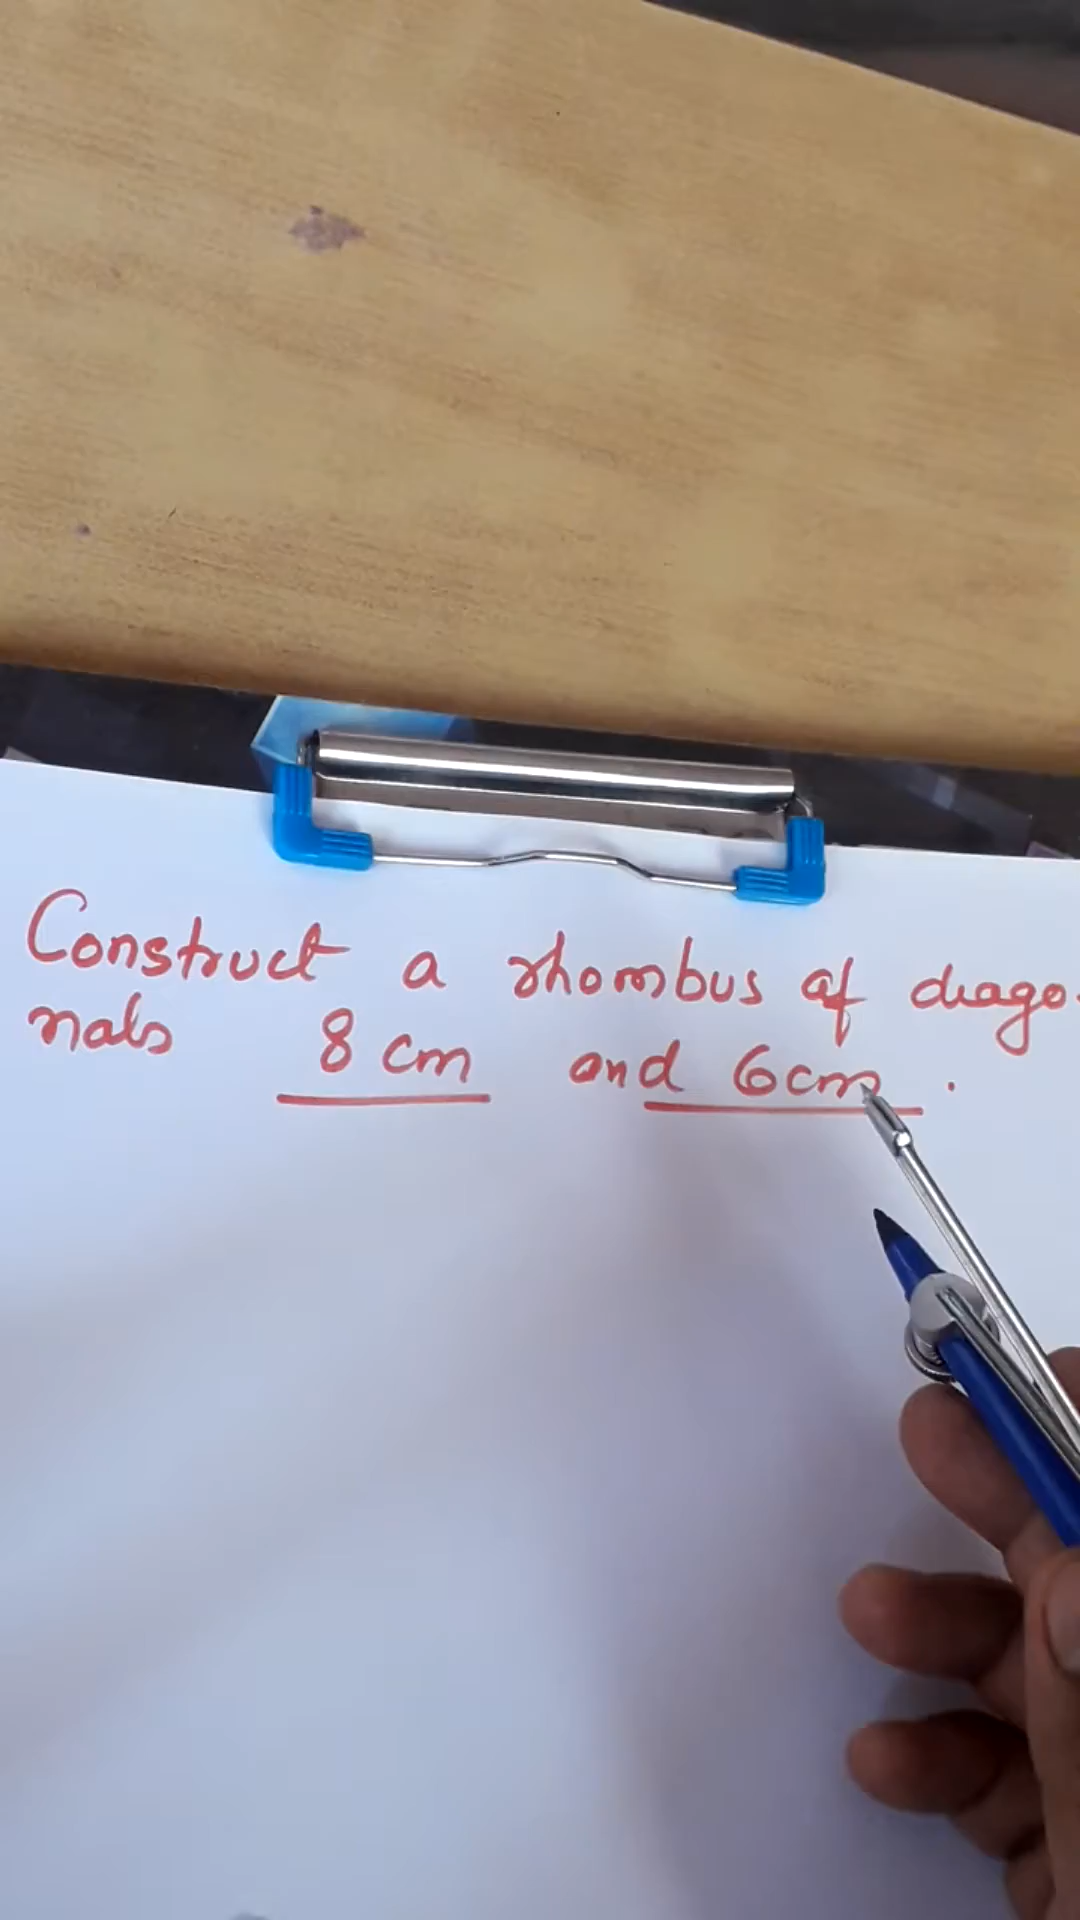 Construct a rhombus of diago-
nals 8 cm and 6cm.